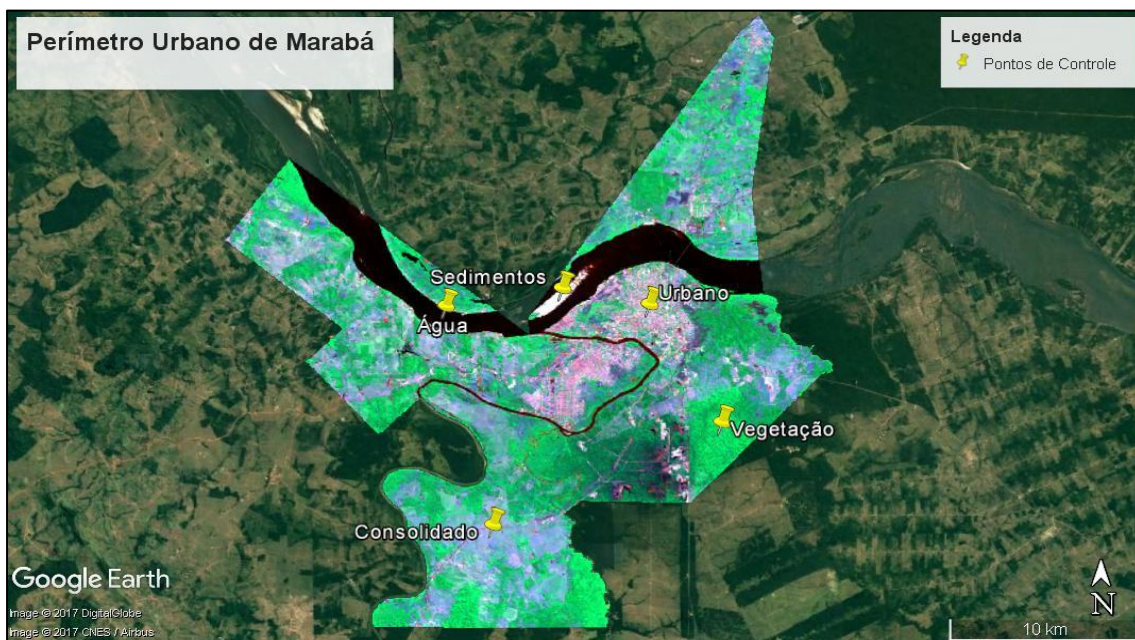 Perímetro Urbano de Marabá
Legenda
Pontos de Controle
Sedimentos
Urbano
Água
Vegetação
Consolidado
Google Earth
Image © 2017 DigitalGlobe
Image © 2017 CNES / Airbus
N
10 km